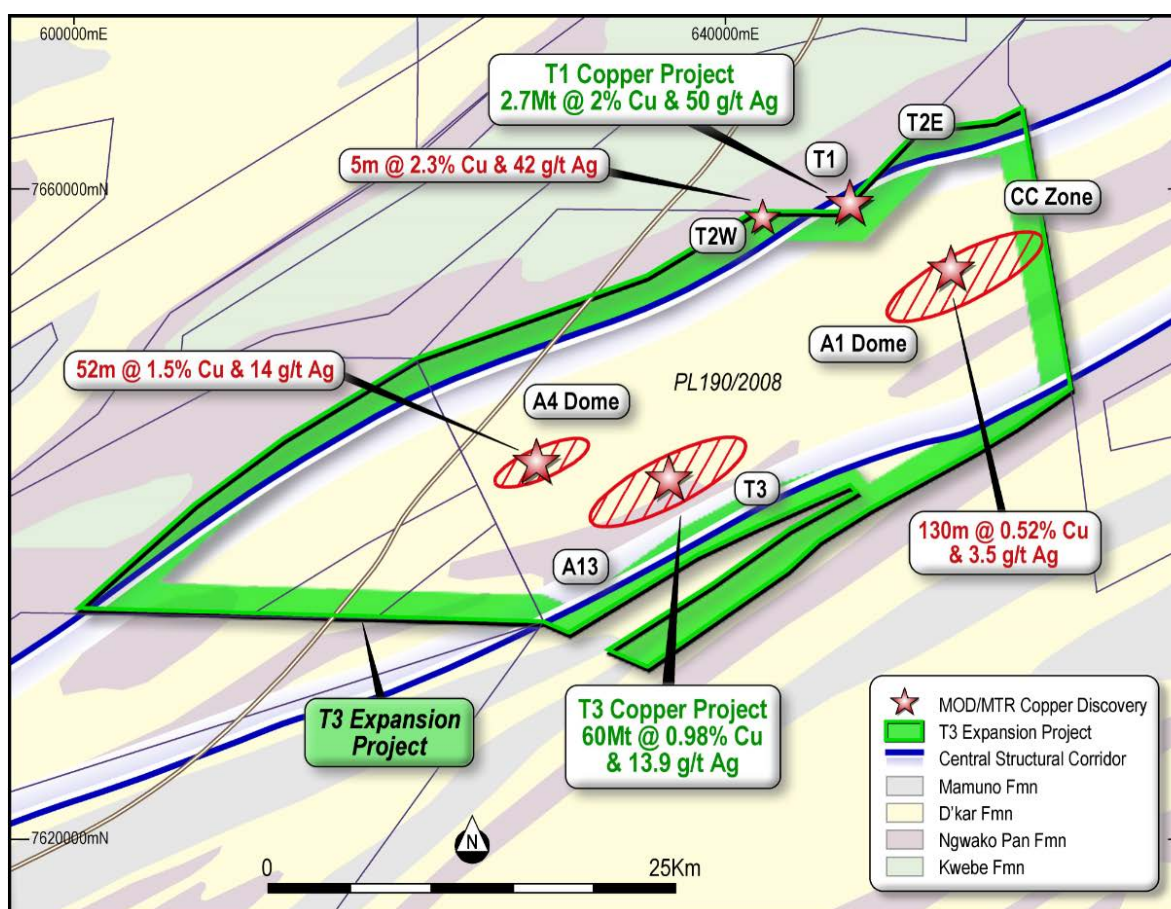 600000mE
640000mE
T1 Copper Project
2.7Mt @ 2% Cu & 50 g/t Ag
T2E
5m @ 2.3% Cu & 42 g/t Ag
T1
7660000mN
CC Zone
T2W
A1 Dome
52m @ 1.5% Cu & 14 g/t Ag
PL190/2008
A4 Dome
T3
130m @ 0.52% Cu
& 3.5 g/t Ag
A13
T3 Expansion
Project
T3 Copper Project
60Mt @ 0.98% Cu
& 13.9 g/t Ag
MOD/MTR Copper Discovery
T3 Expansion Project
Central Structural Corridor
Mamuno Fmn
D'kar Fmn
Ngwako Pan Fmn
Kwebe Fmn
7620000mN
N
0
25Km